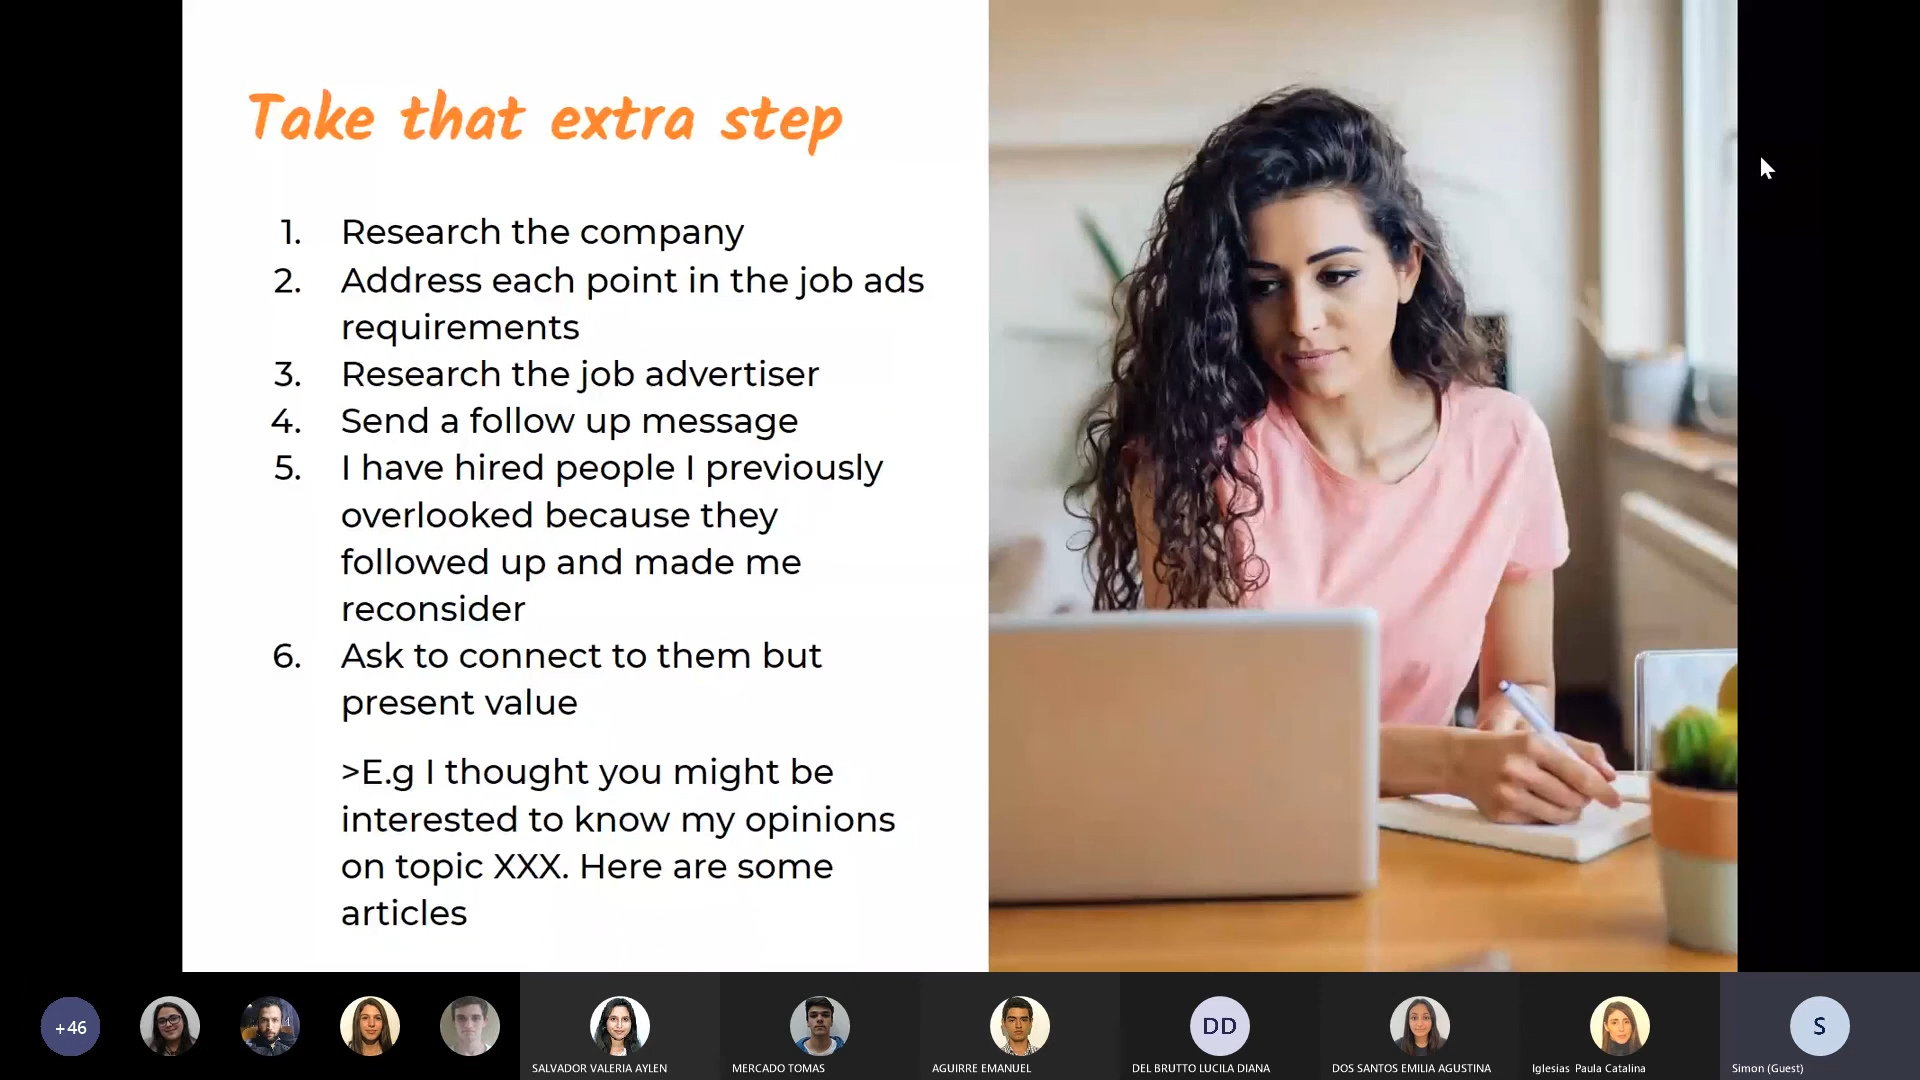 Take that extra step
1. Research the company
2. Address each point in the job ads
requirements
3. Research the job advertiser
4. Send a follow up message
5. I have hired people I previously
overlooked because they
followed up and made me
reconsider
6. Ask to connect to them but
present value
>E.g I thought you might be
interested to know my opinions
on topic XXX. Here are some
articles
+46
DD
S
SALVADOR VALERIA AYLEN
MERCADO TOMAS
AGUIRRE EMANUEL
DEL BRUTTO LUCILA DIANA
DOS SANTOS EMILIA AGUSTINA
Iglesias Paula Catalina
Simon (Guest)